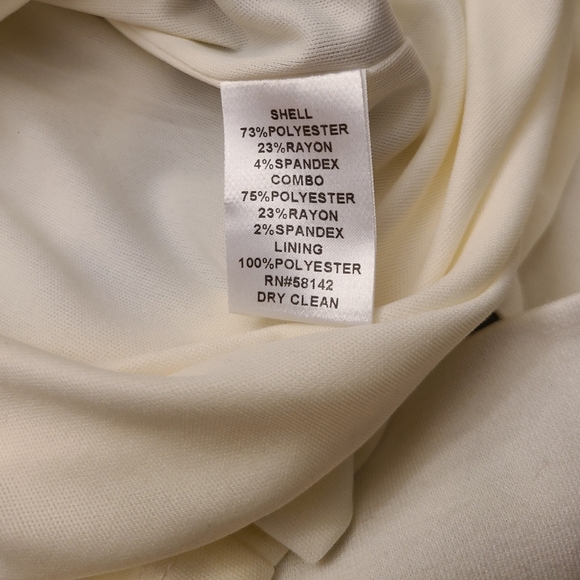 SHELL
73%POLYESTER
23%RAYON
4%SPANDEX
COMBO
75%POLYESTER
23%RAYON
2%SPANDEX
LINING
100%POLYESTER
RN#58142
DRY CLEAN